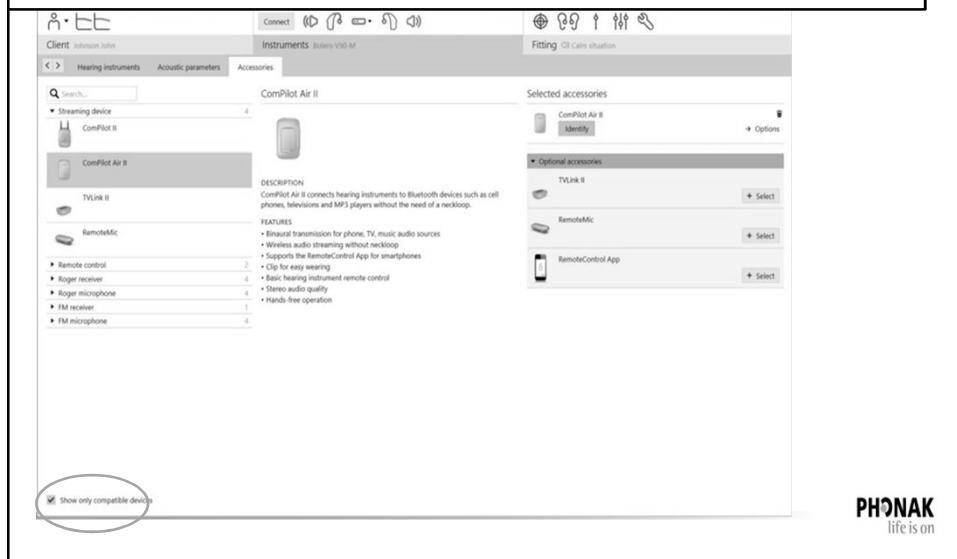 Connect
Client Johnson John
Instruments Bolero V90-M
Fitting Calm situation
Hearing instruments
Acoustic parameters
Accessories
Search...
Streaming device 4
ComPilot II
ComPilot Air II
TVLink II
RemoteMic
Remote control 2
Roger receiver 4
Roger microphone 4
FM receiver 1
FM microphone 4
Show only compatible devices
ComPilot Air II
DESCRIPTION
ComPilot Air II connects hearing instruments to Bluetooth devices such as cell
phones, televisions and MP3 players without the need of a neckloop.
FEATURES
• Binaural transmission for phone, TV, music audio sources
• Wireless audio streaming without neckloop
• Supports the RemoteControl App for smartphones
• Clip for easy wearing
• Basic hearing instrument remote control
• Stereo audio quality
• Hands-free operation
Selected accessories
ComPilot Air II
Identify
Options
Optional accessories
TVLink II
+ Select
RemoteMic
+ Select
RemoteControl App
+ Select
PHONAK
life is on